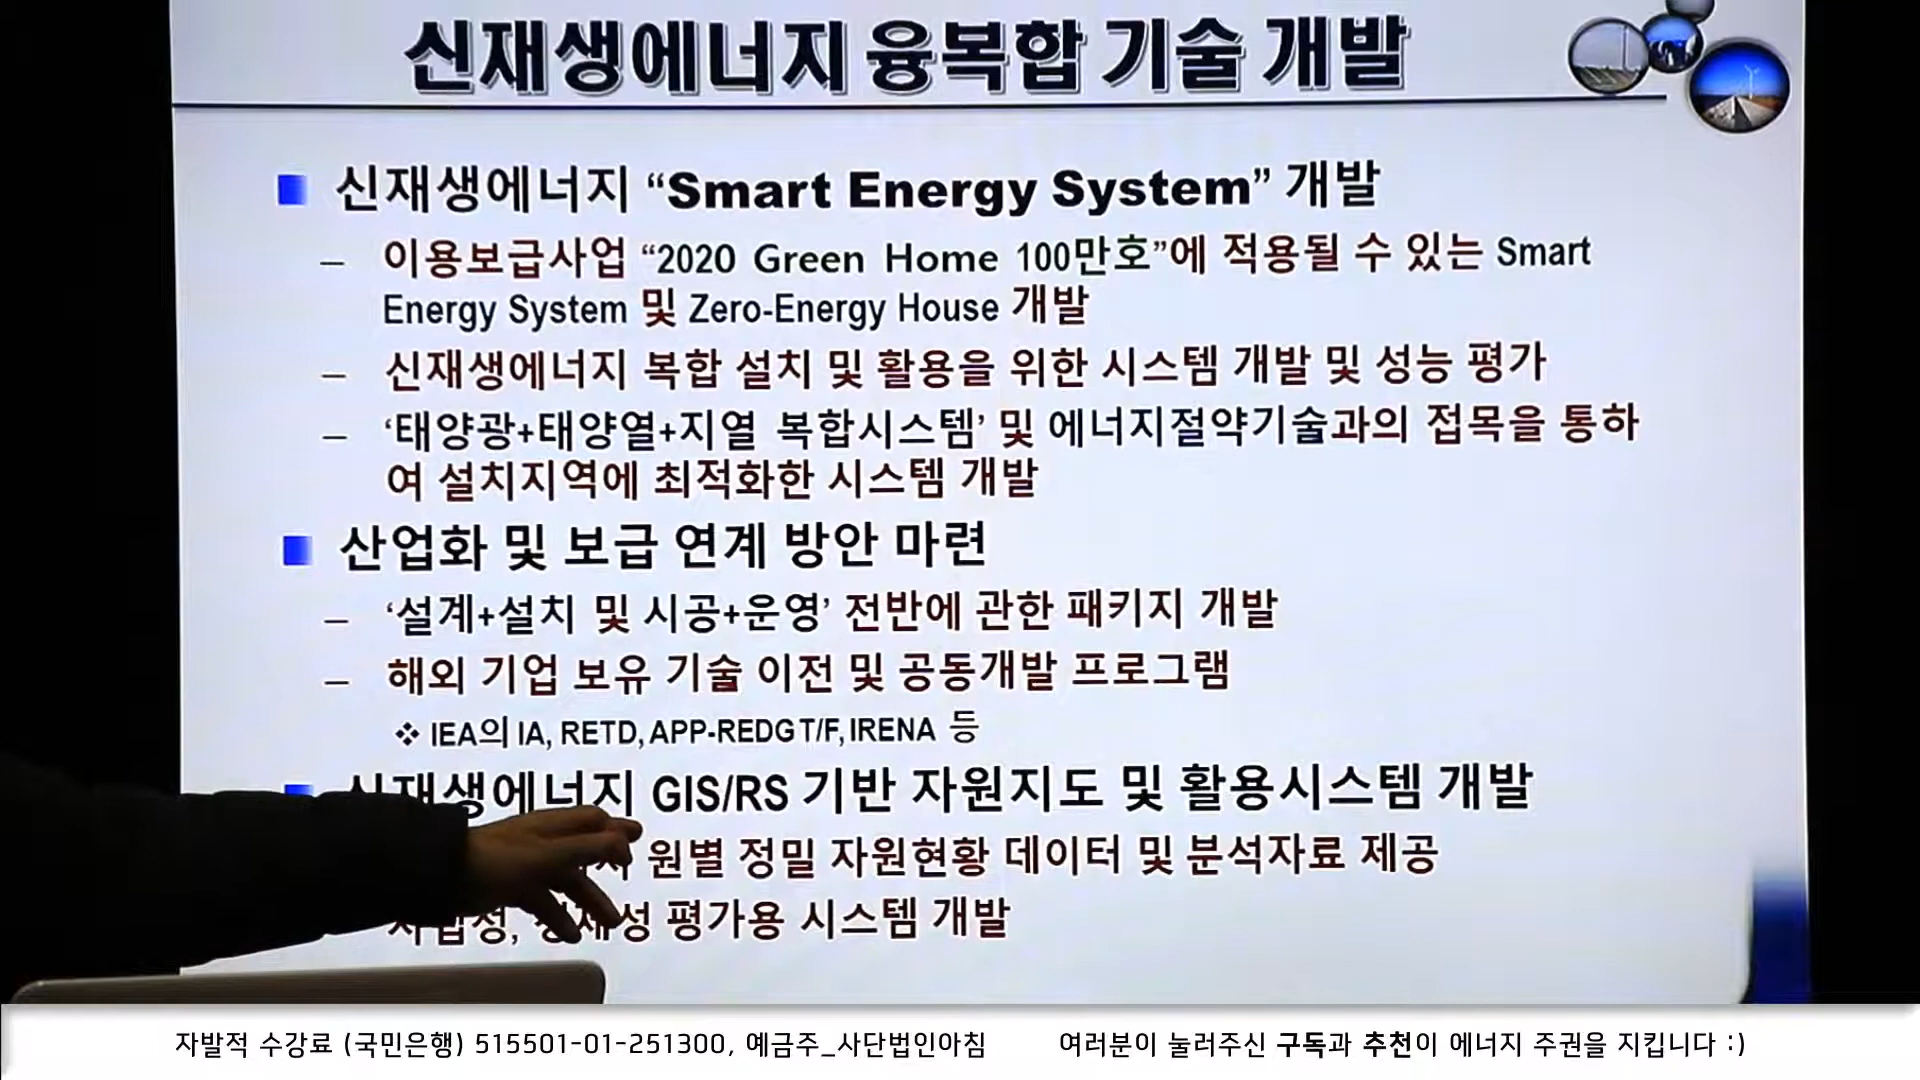 신재생에너지 융복합 기술 개발
신재생에너지 “Smart Energy System” 개발
– 이용보급사업 “2020 Green Home 100만호”에 적용될 수 있는 Smart
Energy System 및 Zero-Energy House 개발
– 신재생에너지 복합 설치 및 활용을 위한 시스템 개발 및 성능 평가
– ‘태양광+태양열+지열 복합시스템’ 및 에너지절약기술과의 접목을 통하
여 설치지역에 최적화한 시스템 개발
산업화 및 보급 연계 방안 마련
– ‘설계+설치 및 시공+운영’ 전반에 관한 패키지 개발
– 해외 기업 보유 기술 이전 및 공동개발 프로그램
❖ IEA의 IA, RETD, APP-REDG T/F, IRENA 등
신재생에너지 GIS/RS 기반 자원지도 및 활용시스템 개발
원별 정밀 자원현황 데이터 및 분석자료 제공
평가용 시스템 개발
자발적 수강료 (국민은행) 515501-01-251300, 예금주_사단법인아침
여러분이 눌러주신 구독과 추천이 에너지 주권을 지킵니다 :)